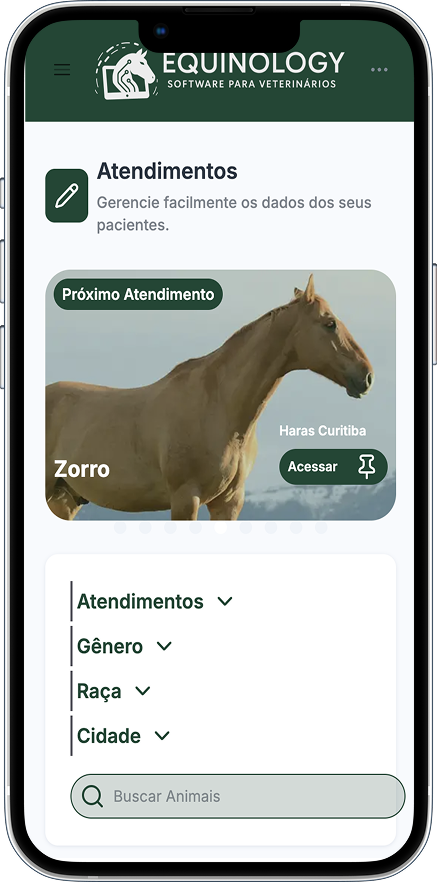 EQUINOLOGY
SOFTWARE PARA VETERINÁRIOS
Atendimentos
Gerencie facilmente os dados dos seus
pacientes.
Próximo Atendimento
Haras Curitiba
Zorro
Acessar
Atendimentos
Gênero
Raça
Cidade
Buscar Animais